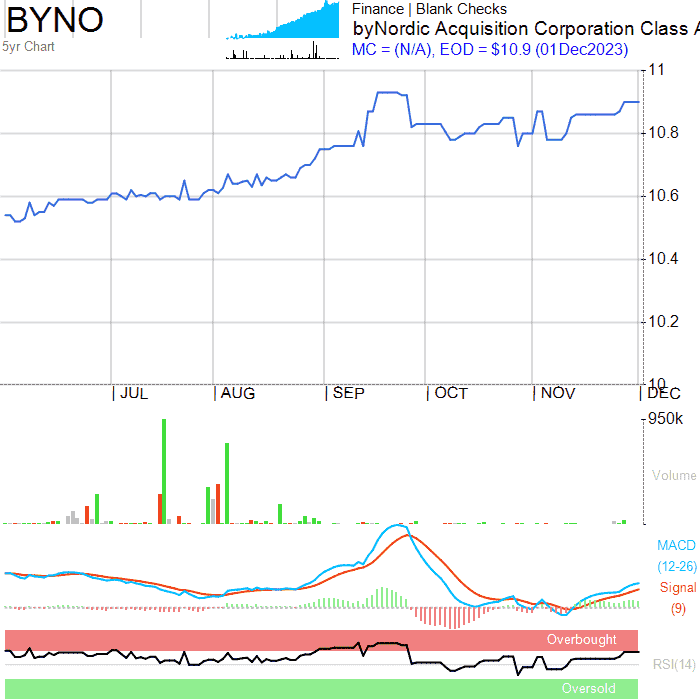 BYNO
5yr Chart
Finance | Blank Checks
byNordic Acquisition Corporation Class A
MC = (N/A), EOD = $10.9 (01Dec2023)
11
10.8
10.6
10.4
10.2
10
JUL AUG SEP OCT NOV DEC
950k
Volume
MACD
(12-26)
Signal
(9)
Overbought
RSI(14)
Oversold